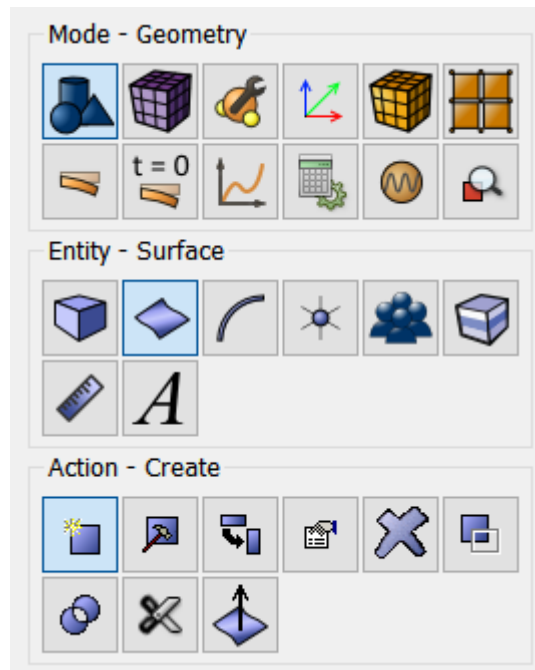 Mode - Geometry
t = 0
Entity - Surface
A
Action - Create